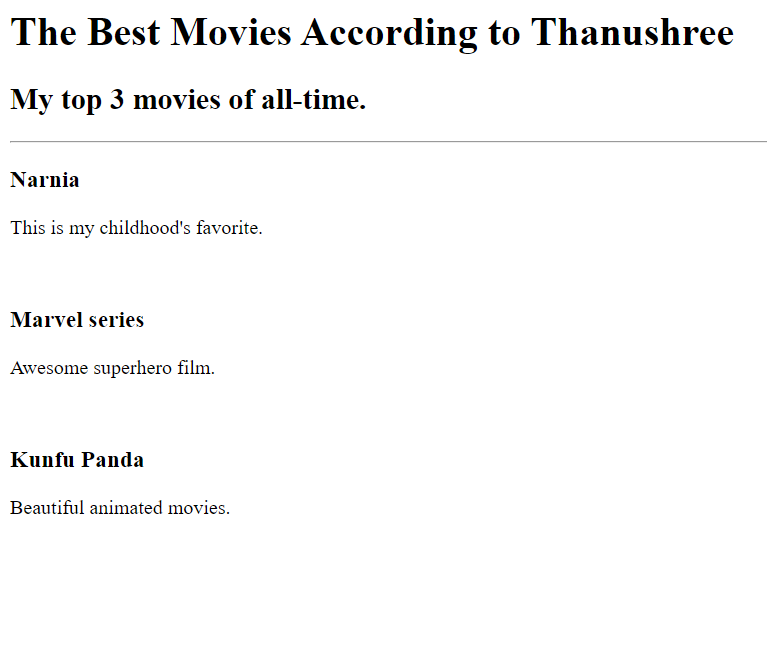 The Best Movies According to Thanushree
My top 3 movies of all-time.
Narnia
This is my childhood's favorite.
Marvel series
Awesome superhero film.
Kunfu Panda
Beautiful animated movies.